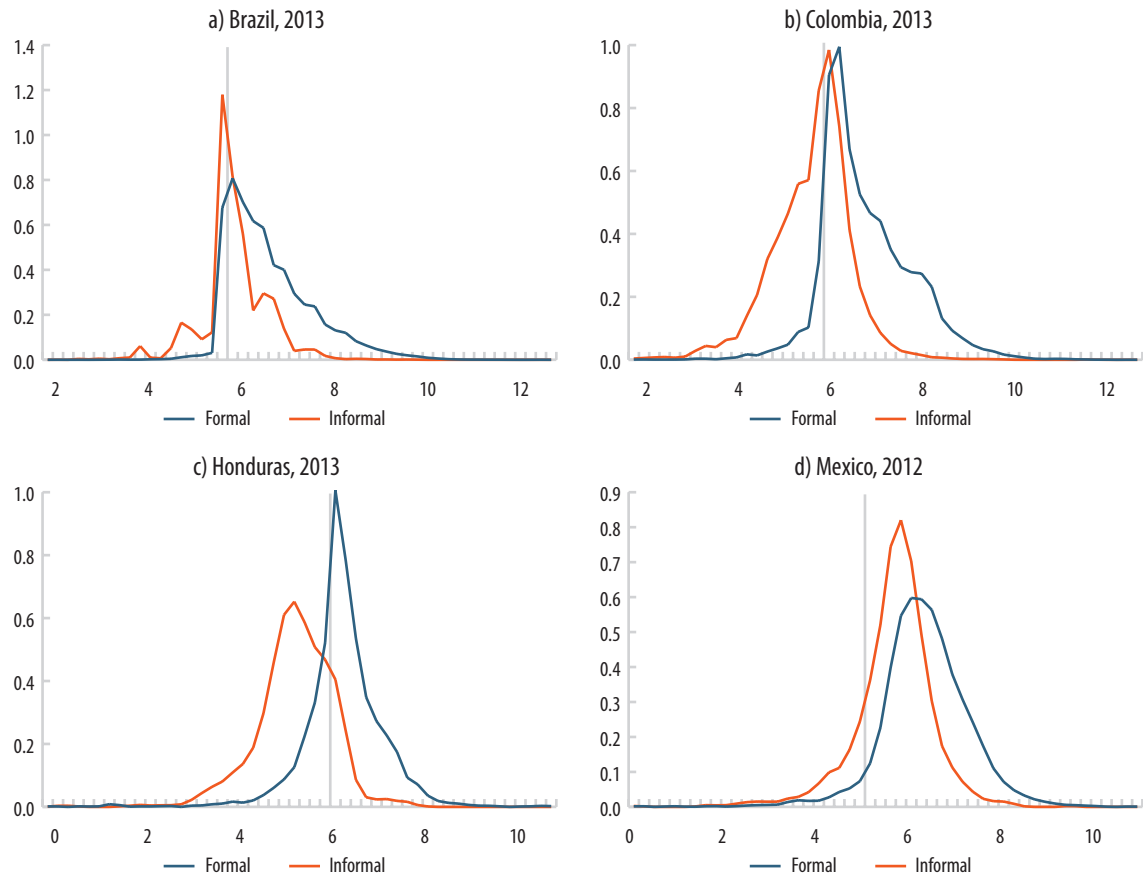 a) Brazil, 2013
1.4
1.2
1.0
0.8
0.6
0.4
0.2
0.0
2 4 6 8 10 12
Formal Informal
b) Colombia, 2013
1.0
0.8
0.6
0.4
0.2
0.0
2 4 6 8 10 12
Formal Informal
c) Honduras, 2013
1.0
0.8
0.6
0.4
0.2
0.0
0 2 4 6 8 10
Formal Informal
d) Mexico, 2012
0.9
0.8
0.7
0.6
0.5
0.4
0.3
0.2
0.1
0.0
0 2 4 6 8 10
Formal Informal